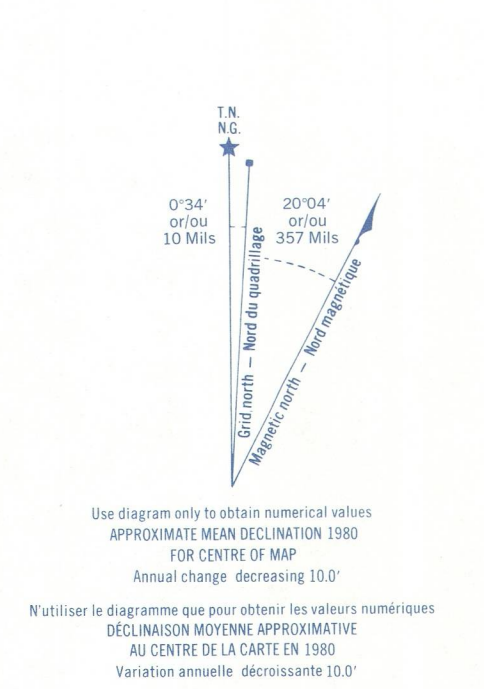 T.N.
N.G.
0°34′
or/ou
10 Mils
20°04′
or/ou
357 Mils
Grid north — Nord du quadrillage
Magnetic north — Nord magnétique
Use diagram only to obtain numerical values
APPROXIMATE MEAN DECLINATION 1980
FOR CENTRE OF MAP
Annual change decreasing 10.0′
N'utiliser le diagramme que pour obtenir les valeurs numériques
DÉCLINAISON MOYENNE APPROXIMATIVE
AU CENTRE DE LA CARTE EN 1980
Variation annuelle décroissante 10.0′